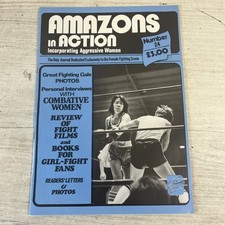 AMAZONS
in ACTION
Incorporating Aggressive Women
Number
24
$3.00
The Only Journal Dedicated Exclusively to the Female Fighting Scene
Great Fighting Gals
PHOTOS
Personal Interviews
WITH
COMBATIVE
WOMEN
REVIEW
OF
FIGHT
FILMS
and
BOOKS
FOR
GIRL-FIGHT
FANS
READERS' LETTERS
&
PHOTOS